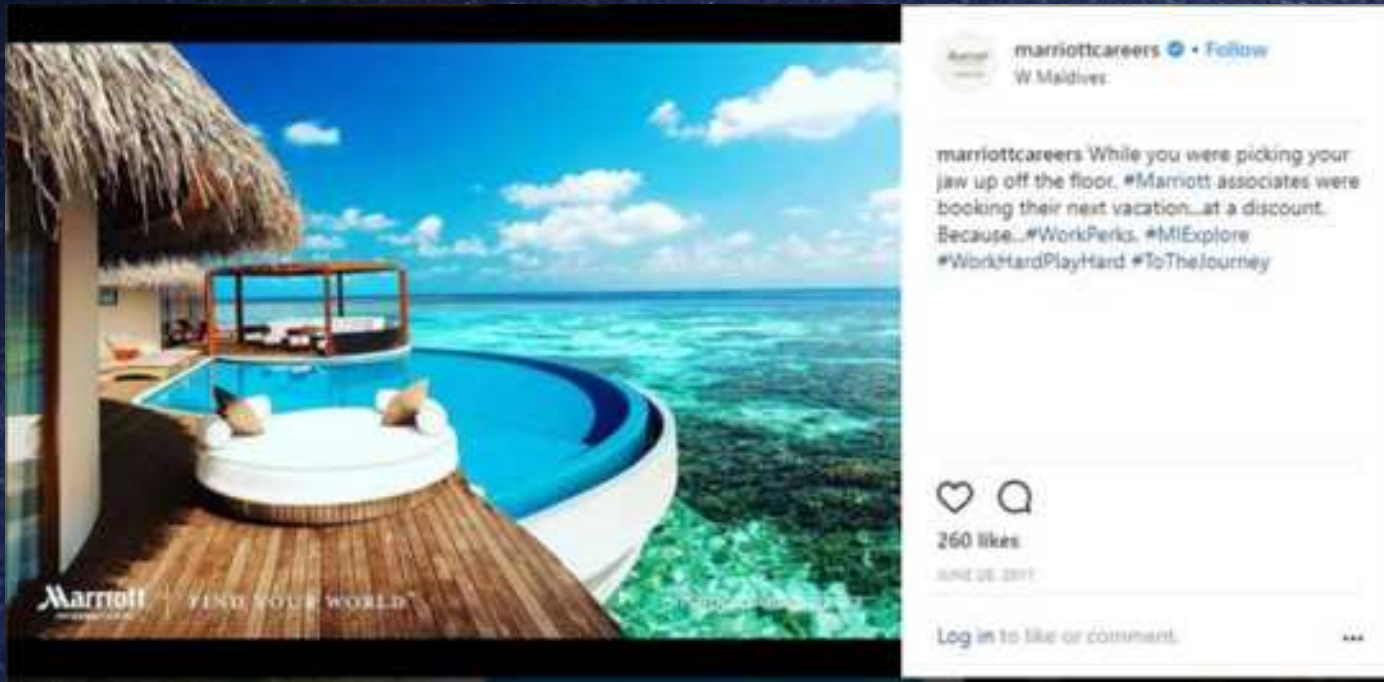 marriottcareers • Follow
W Maldives
marriottcareers While you were picking your
jaw up off the floor, #Marriott associates were
booking their next vacation...at a discount.
Because...#WorkPerks. #MIExplore
#WorkHardPlayHard #ToTheJourney
260 likes
Log in to like or comment.
Marriott
FIND YOUR WORLD™